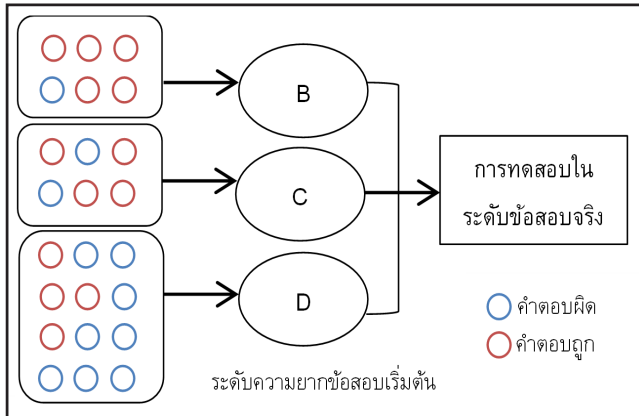 B
C
D
การทดสอบใน
ระดับข้อสอบจริง
คำตอบผิด
คำตอบถูก
ระดับความยากข้อสอบเริ่มต้น